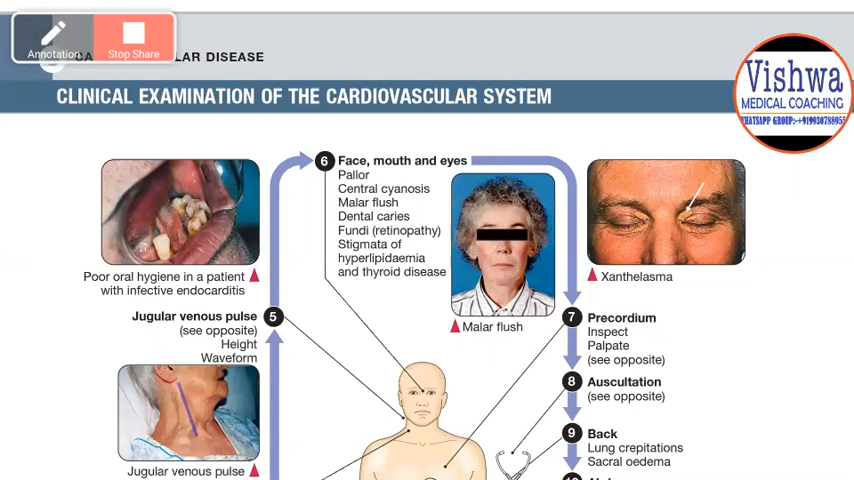 Annotation
Stop Share
LAR DISEASE
CLINICAL EXAMINATION OF THE CARDIOVASCULAR SYSTEM
Vishwa
MEDICAL COACHING
WHATSAPP GROUP:-+919930788955
6 Face, mouth and eyes
Pallor
Central cyanosis
Malar flush
Dental caries
Fundi (retinopathy)
Stigmata of
hyperlipidaemia
and thyroid disease
Poor oral hygiene in a patient
with infective endocarditis
Malar flush
Xanthelasma
Jugular venous pulse 5
(see opposite)
Height
Waveform
Jugular venous pulse
7 Precordium
Inspect
Palpate
(see opposite)
8 Auscultation
(see opposite)
9 Back
Lung crepitations
Sacral oedema